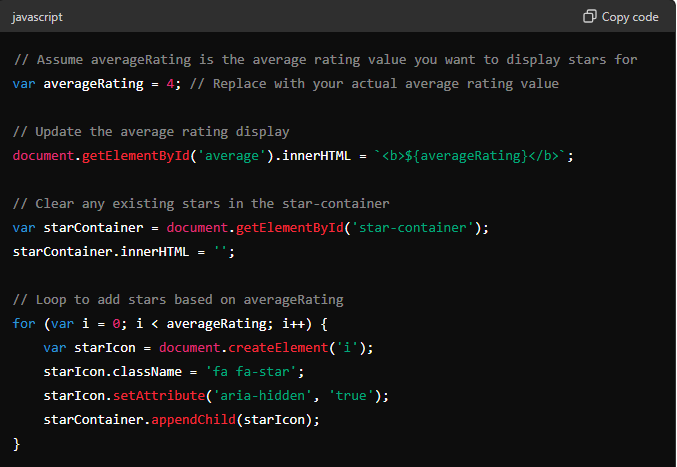 javascript
Copy code
// Assume averageRating is the average rating value you want to display stars for
var averageRating = 4; // Replace with your actual average rating value
// Update the average rating display
document.getElementById('average').innerHTML = `<b>${averageRating}</b>`;
// Clear any existing stars in the star-container
var starContainer = document.getElementById('star-container');
starContainer.innerHTML = '';
// Loop to add stars based on averageRating
for (var i = 0; i < averageRating; i++) {
    var starIcon = document.createElement('i');
    starIcon.className = 'fa fa-star';
    starIcon.setAttribute('aria-hidden', 'true');
    starContainer.appendChild(starIcon);
}